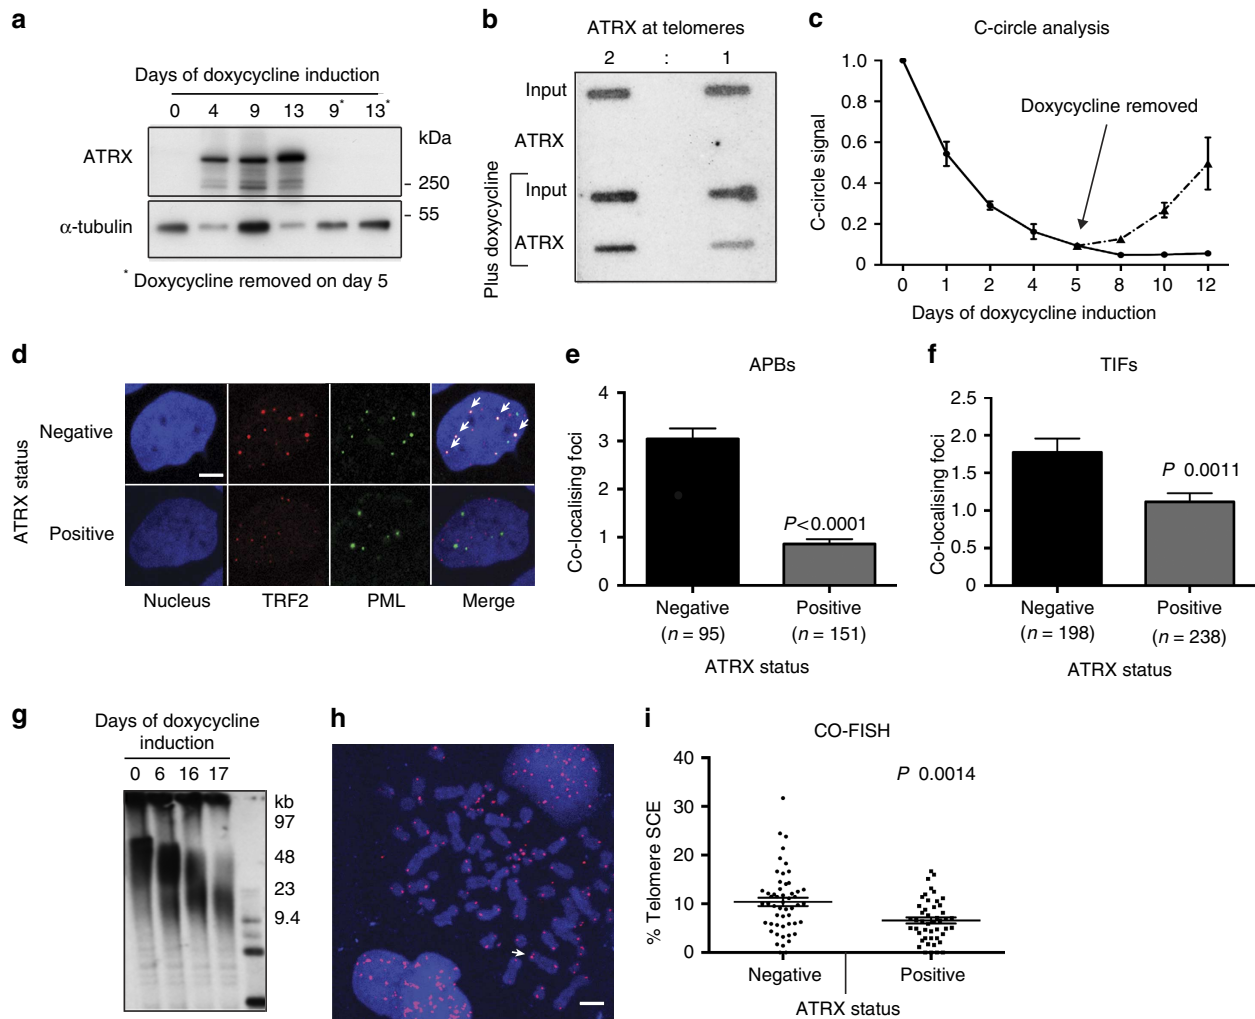 a
Days of doxycycline induction
0 4 9 13 9* 13*
kDa
ATRX
250
55
α-tubulin
* Doxycycline removed on day 5
b
ATRX at telomeres
2 : 1
Input
ATRX
Input
ATRX
Plus doxycycline
c
C-circle analysis
1.0
0.8
0.6
0.4
0.2
0
C-circle signal
Doxycycline removed
0 1 2 4 5 8 10 12
Days of doxycycline induction
d
ATRX status
Negative
Positive
Nucleus TRF2 PML Merge
e
APBs
4
3
2
1
0
Co-localising foci
P<0.0001
Negative Positive
(n = 95) (n = 151)
ATRX status
f
TIFs
2.5
2.0
1.5
1.0
0.5
0
Co-localising foci
P 0.0011
Negative Positive
(n = 198) (n = 238)
ATRX status
g
Days of doxycycline
induction
0 6 16 17
kb
97
48
23
9.4
h
i
CO-FISH
P 0.0014
40
30
20
10
0
% Telomere SCE
Negative Positive
ATRX status